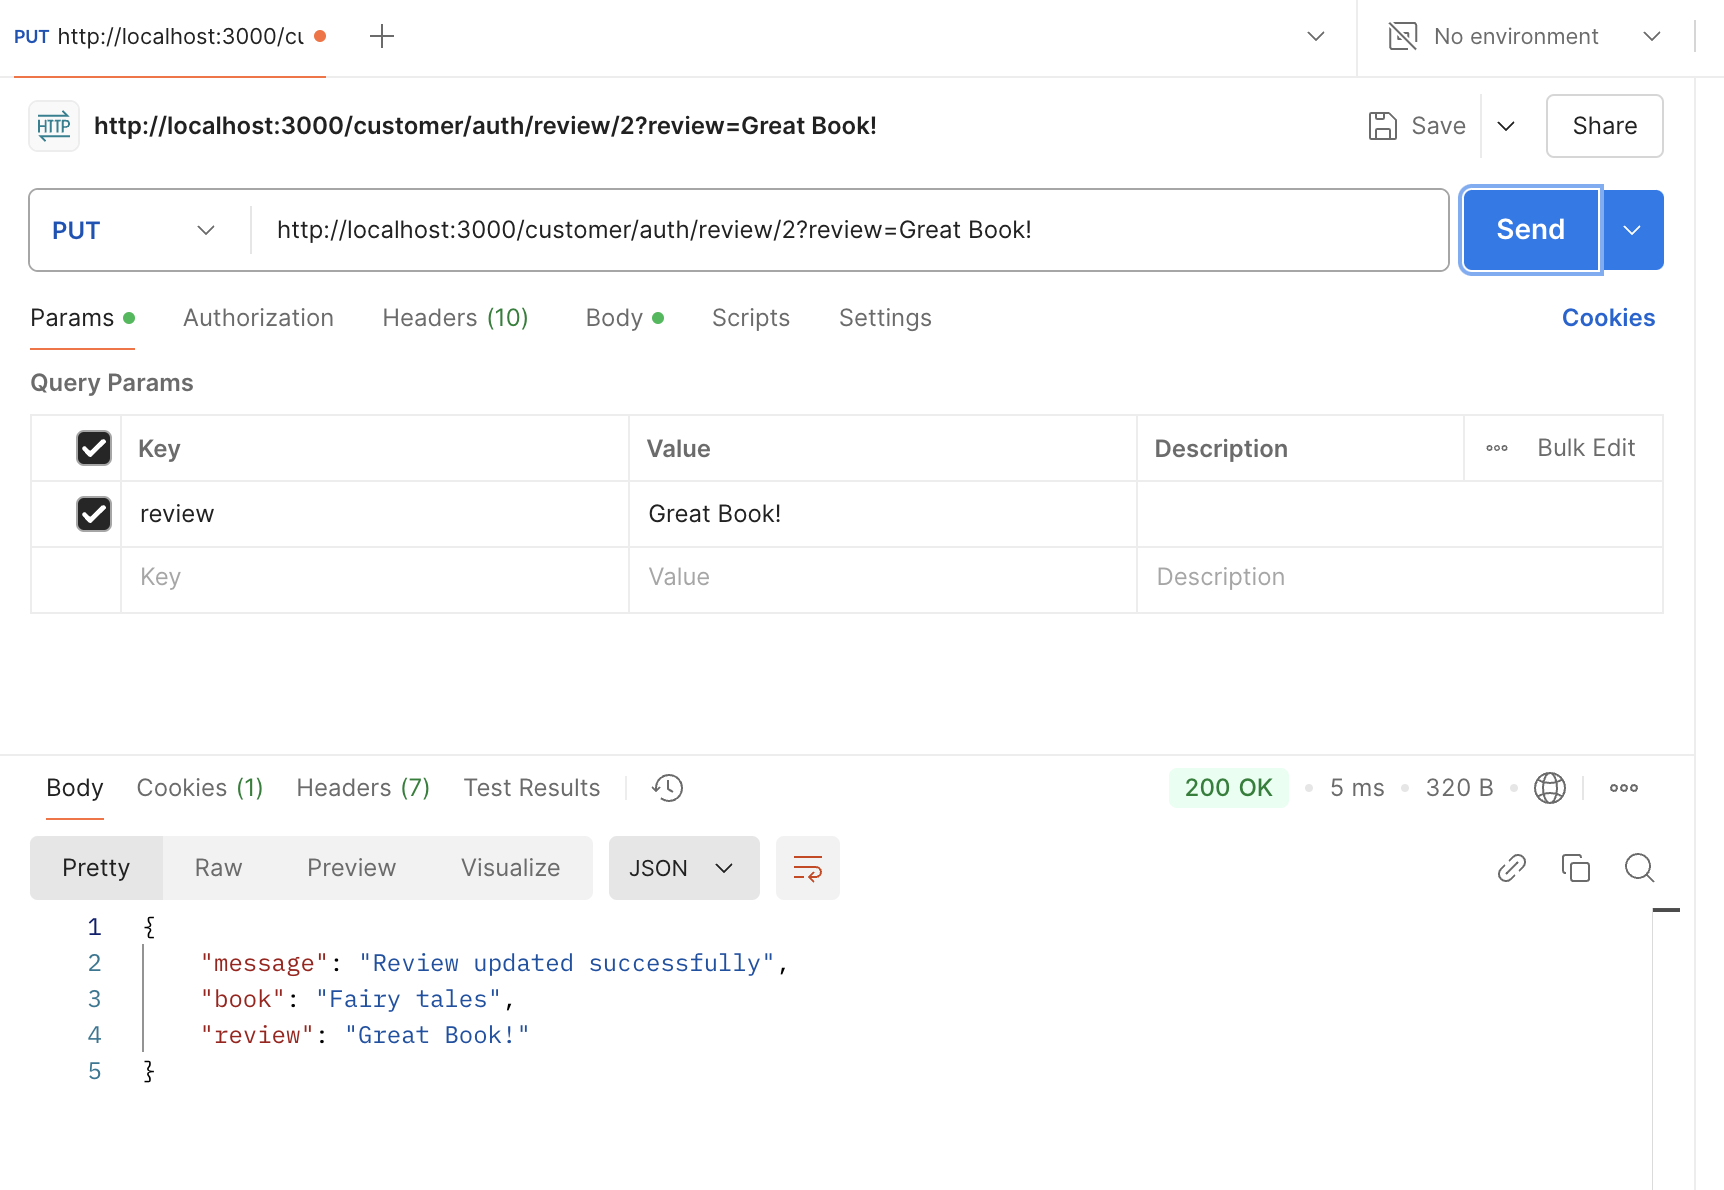 PUT http://localhost:3000/cu
No environment
HTTP http://localhost:3000/customer/auth/review/2?review=Great Book!
Save
Share
PUT
http://localhost:3000/customer/auth/review/2?review=Great Book!
Send
Params
Authorization
Headers (10)
Body
Scripts
Settings
Cookies
Query Params
Key
Value
Description
Bulk Edit
review
Great Book!
Key
Value
Description
Body
Cookies (1)
Headers (7)
Test Results
200 OK
5 ms
320 B
Pretty
Raw
Preview
Visualize
JSON
1 {
2 "message": "Review updated successfully",
3 "book": "Fairy tales",
4 "review": "Great Book!"
5 }